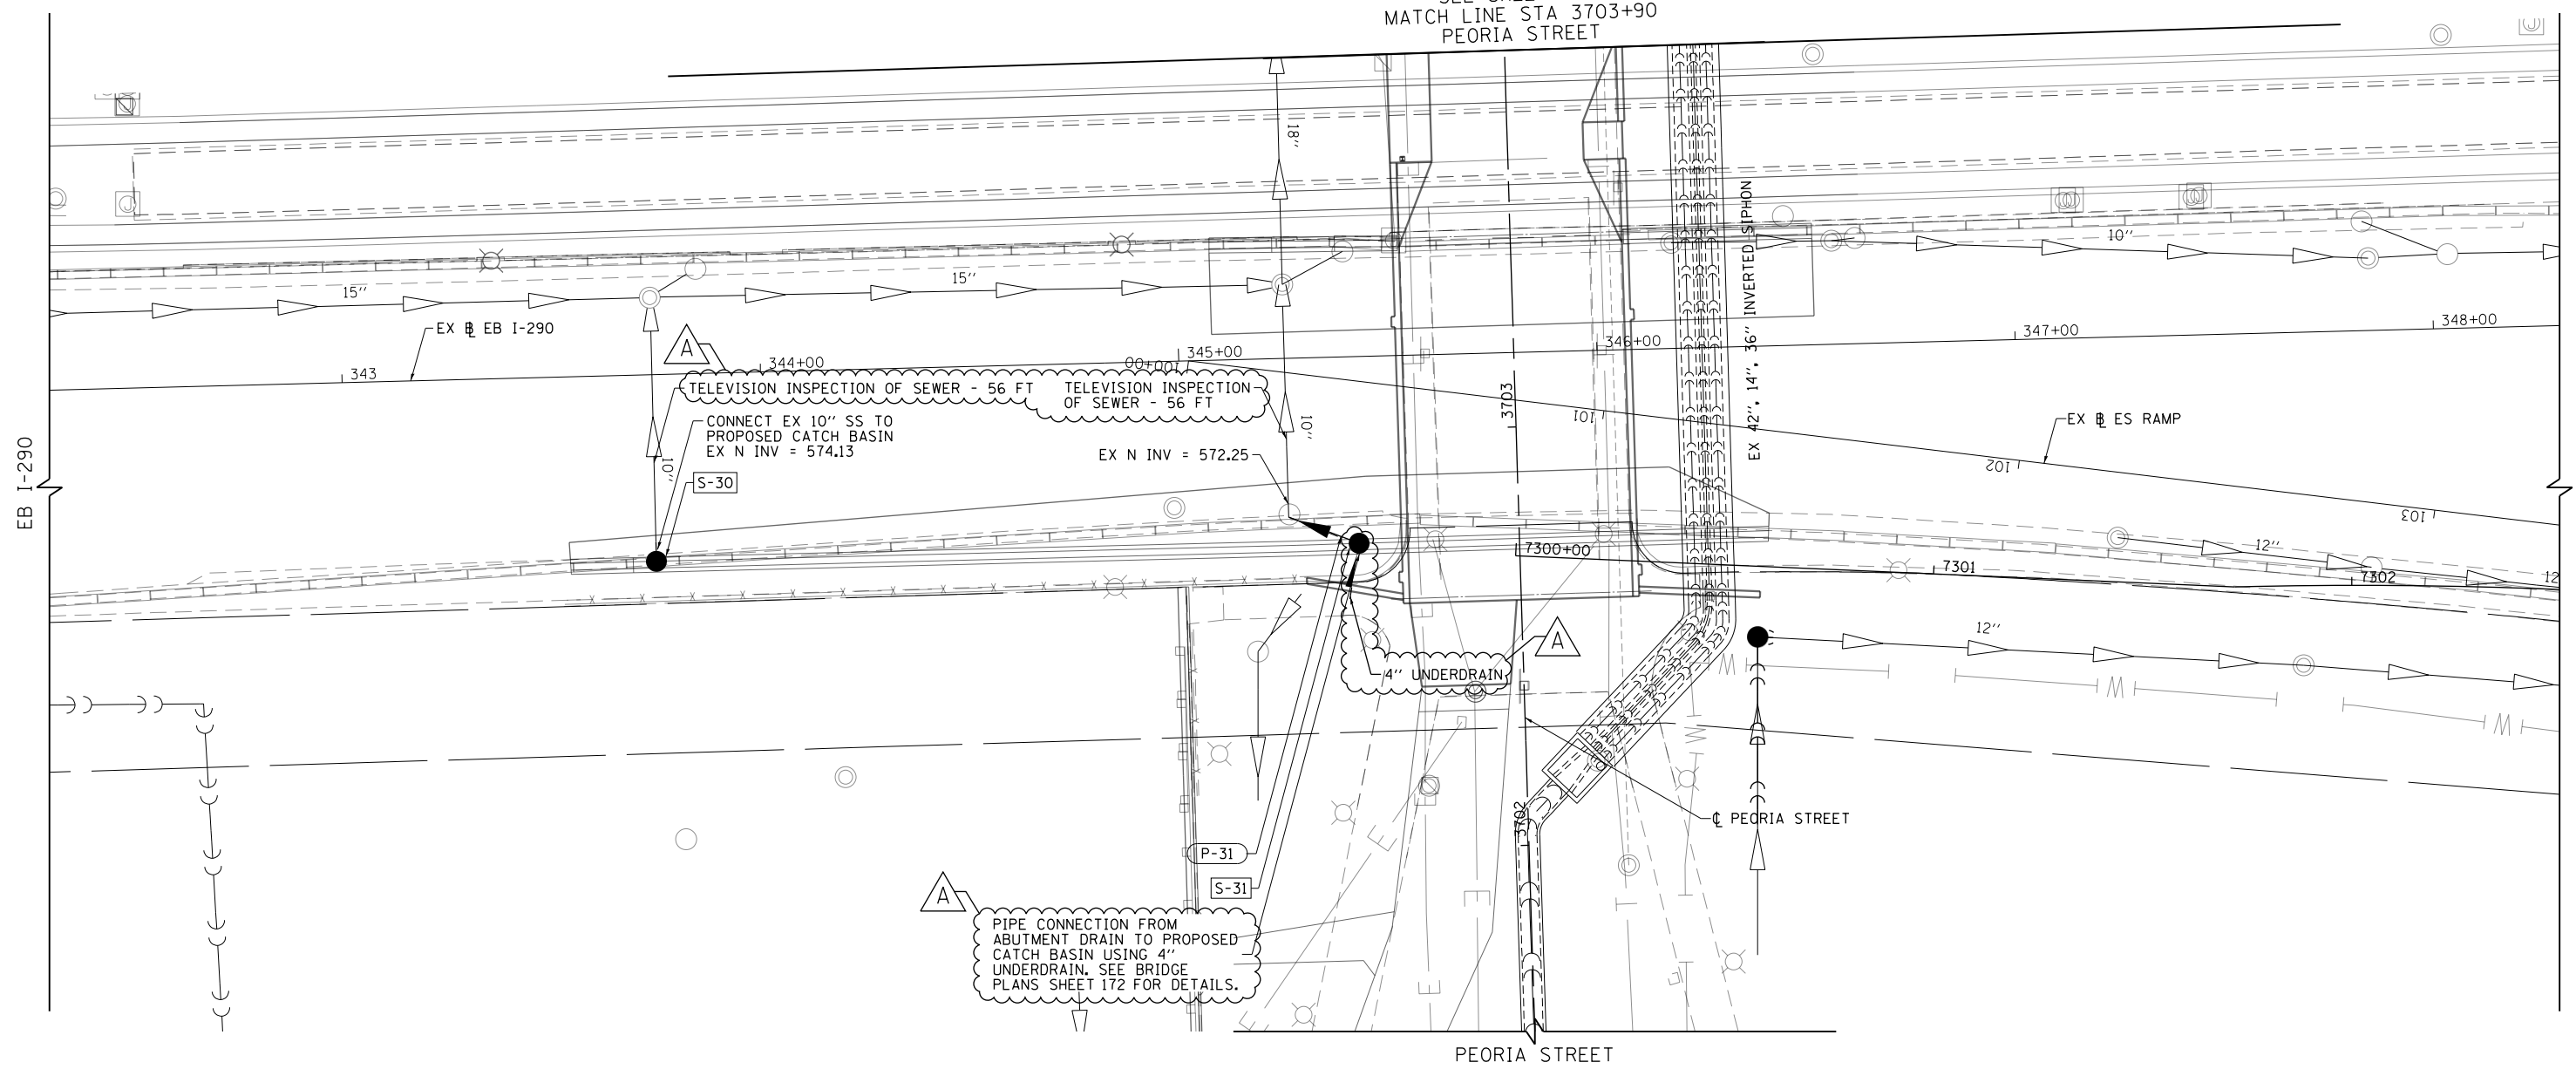 MATCH LINE STA 3703+90
PEORIA STREET
18"
15"
15"
10"
EX ℄ EB I-290
343
344+00
345+00
346+00
347+00
348+00
100+00
101
102
103
A
TELEVISION INSPECTION OF SEWER - 56 FT
TELEVISION INSPECTION
OF SEWER - 56 FT
CONNECT EX 10" SS TO
PROPOSED CATCH BASIN
EX N INV = 574.13
10"
S-30
EX N INV = 572.25
10"
3703
EX 42", 14", 36" INVERTED SIPHON
EX ℄ ES RAMP
EB I-290
7300+00
7301
7302
12"
12
12"
A
4" UNDERDRAIN
3702
℄ PEORIA STREET
P-31
S-31
A
PIPE CONNECTION FROM
ABUTMENT DRAIN TO PROPOSED
CATCH BASIN USING 4"
UNDERDRAIN. SEE BRIDGE
PLANS SHEET 172 FOR DETAILS.
PEORIA STREET